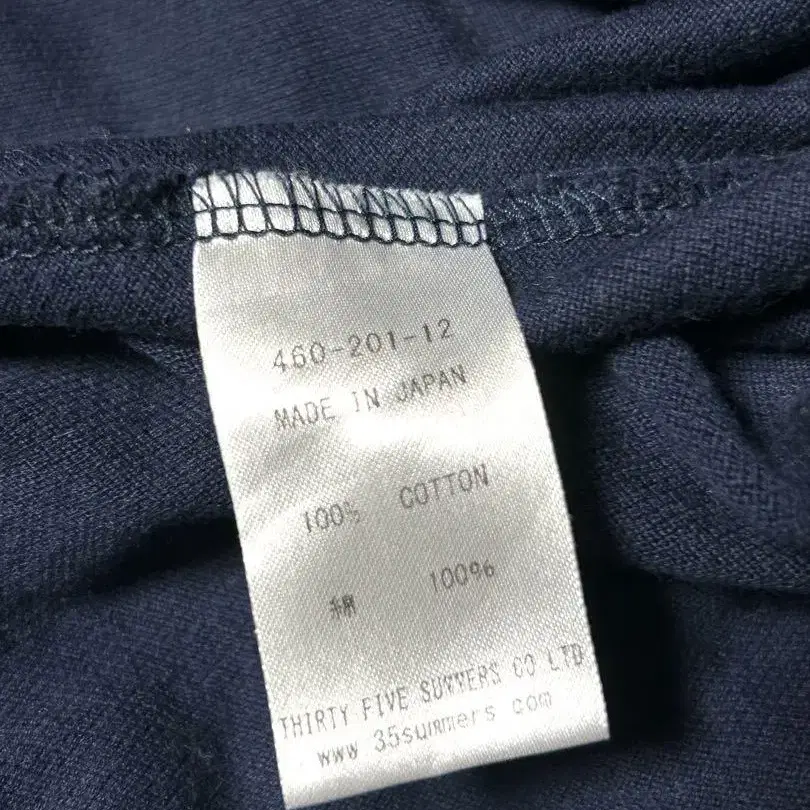 460-201-12
MADE IN JAPAN
100% COTTON
綿 100%
THIRTY FIVE SUMMERS CO LTD
www 35summers com